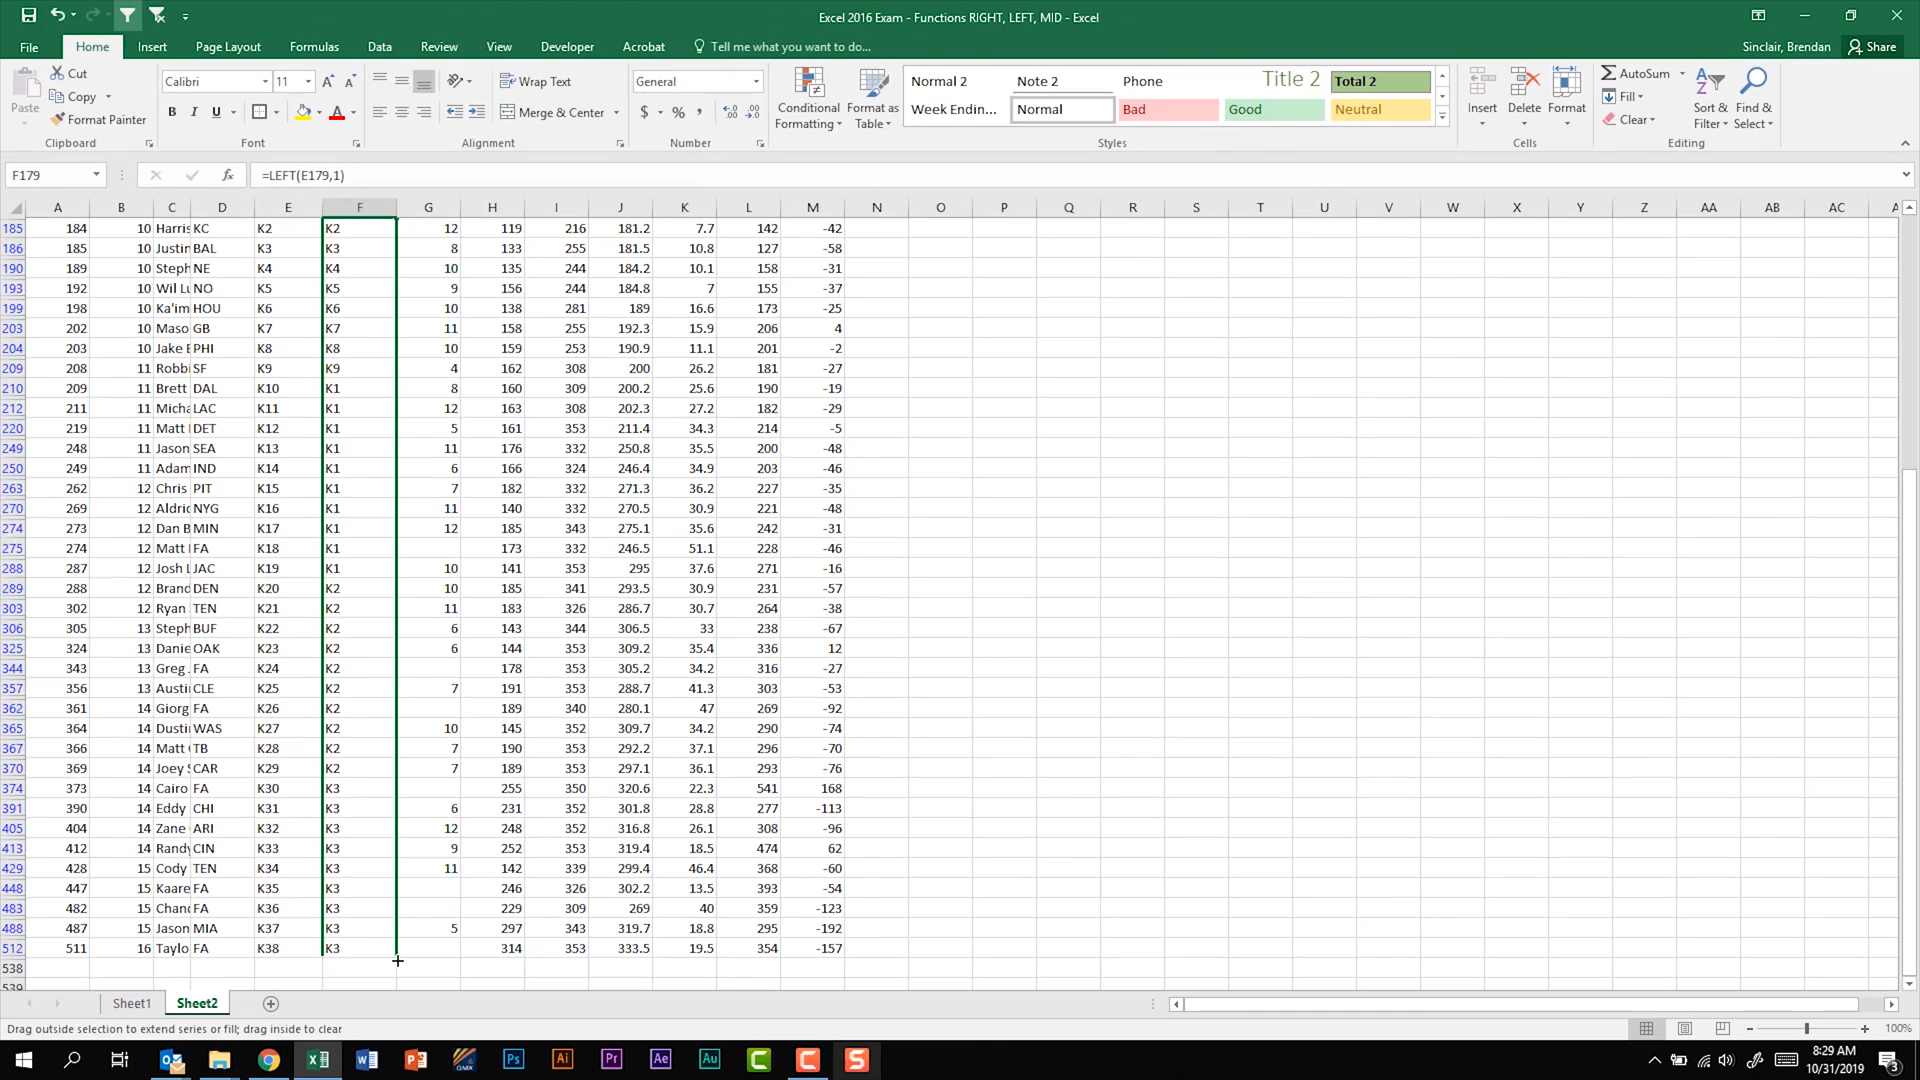 Excel 2016 Exam - Functions RIGHT, LEFT, MID - Excel
File Home Insert Page Layout Formulas Data Review View Developer Acrobat Tell me what you want to do... Sinclair, Brendan Share
Paste Cut Copy Format Painter
Calibri 11
B I U
Wrap Text
Merge & Center
General
$ % ,
Conditional Formatting Format as Table
Normal 2 Note 2 Phone Title 2 Total 2
Week Endin... Normal Bad Good Neutral
Insert Delete Format
AutoSum Fill Clear
Sort & Filter Find & Select
Clipboard Font Alignment Number Styles Cells Editing
F179 fx =LEFT(E179,1)
A B C D E F G H I J K L M N O P Q R S T U V W X Y Z AA AB AC
185 184 10 Harris KC K2 K2 12 119 216 181.2 7.7 142 -42
186 185 10 Justin BAL K3 K3 8 133 255 181.5 10.8 127 -58
190 189 10 Steph NE K4 K4 10 135 244 184.2 10.1 158 -31
193 192 10 Wil Lu NO K5 K5 9 156 244 184.8 7 155 -37
199 198 10 Ka'im HOU K6 K6 10 138 281 189 16.6 173 -25
203 202 10 Maso GB K7 K7 11 158 255 192.3 15.9 206 4
204 203 10 Jake E PHI K8 K8 10 159 253 190.9 11.1 201 -2
209 208 11 Robbi SF K9 K9 4 162 308 200 26.2 181 -27
210 209 11 Brett DAL K10 K1 8 160 309 200.2 25.6 190 -19
212 211 11 Micha LAC K11 K1 12 163 308 202.3 27.2 182 -29
220 219 11 Matt DET K12 K1 5 161 353 211.4 34.3 214 -5
249 248 11 Jason SEA K13 K1 11 176 332 250.8 35.5 200 -48
250 249 11 Adam IND K14 K1 6 166 324 246.4 34.9 203 -46
263 262 12 Chris PIT K15 K1 7 182 332 271.3 36.2 227 -35
270 269 12 Aldric NYG K16 K1 11 140 332 270.5 30.9 221 -48
274 273 12 Dan B MIN K17 K1 12 185 343 275.1 35.6 242 -31
275 274 12 Matt FA K18 K1 173 332 246.5 51.1 228 -46
288 287 12 Josh L JAC K19 K1 10 141 353 295 37.6 271 -16
289 288 12 Brand DEN K20 K2 10 185 341 293.5 30.9 231 -57
303 302 12 Ryan TEN K21 K2 11 183 326 286.7 30.7 264 -38
306 305 13 Steph BUF K22 K2 6 143 344 306.5 33 238 -67
325 324 13 Danie OAK K23 K2 6 144 353 309.2 35.4 336 12
344 343 13 Greg FA K24 K2 178 353 305.2 34.2 316 -27
357 356 13 Austi CLE K25 K2 7 191 353 288.7 41.3 303 -53
362 361 14 Giorg FA K26 K2 189 340 280.1 47 269 -92
365 364 14 Dusti WAS K27 K2 10 145 352 309.7 34.2 290 -74
367 366 14 Matt TB K28 K2 7 190 353 292.2 37.1 296 -70
370 369 14 Joey S CAR K29 K2 7 189 353 297.1 36.1 293 -76
374 373 14 Cairo FA K30 K3 255 350 320.6 22.3 541 168
391 390 14 Eddy CHI K31 K3 6 231 352 301.8 28.8 277 -113
405 404 14 Zane ARI K32 K3 12 248 352 316.8 26.1 308 -96
413 412 14 Randy CIN K33 K3 9 252 353 319.4 18.5 474 62
429 428 15 Cody TEN K34 K3 11 142 339 299.4 46.4 368 -60
448 447 15 Kaare FA K35 K3 246 326 302.2 13.5 393 -54
483 482 15 Chand FA K36 K3 229 309 269 40 359 -123
488 487 15 Jason MIA K37 K3 5 297 343 319.7 18.8 295 -192
512 511 16 Taylo FA K38 K3 314 353 333.5 19.5 354 -157
538
539
Sheet1 Sheet2
Drag outside selection to extend series or fill; drag inside to clear 100%
8:29 AM
10/31/2019
3